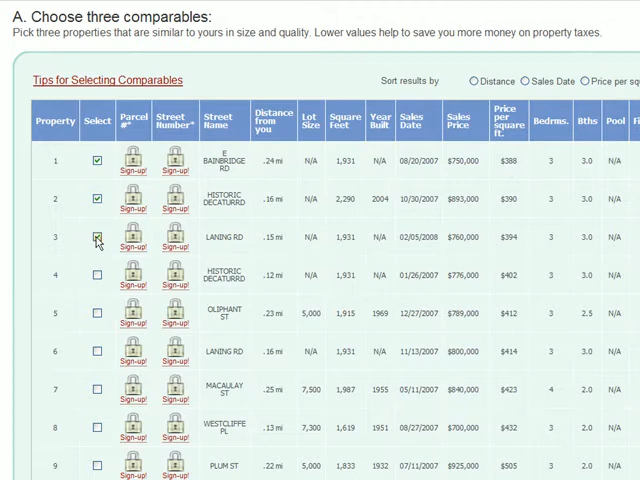 A. Choose three comparables:
Pick three properties that are similar to yours in size and quality. Lower values help to save you more money on property taxes.
Tips for Selecting Comparables Sort results by Distance Sales Date Price per sq
Property Select Parcel #* Street Number* Street Name Distance from you Lot Size Square Feet Year Built Sales Date Sales Price Price per square ft. Bedrms. Bths Pool Fi
1 Sign-up! Sign-up! E BAINBRIDGE RD .24 mi N/A 1,931 N/A 08/20/2007 $750,000 $388 3 3.0 N/A
2 Sign-up! Sign-up! HISTORIC DECATURRD .16 mi N/A 2,290 2004 10/30/2007 $893,000 $390 3 3.0 N/A
3 Sign-up! Sign-up! LANING RD .15 mi N/A 1,931 N/A 02/05/2008 $760,000 $394 3 3.0 N/A
4 Sign-up! Sign-up! HISTORIC DECATURRD .12 mi N/A 1,931 N/A 01/26/2007 $776,000 $402 3 3.0 N/A
5 Sign-up! Sign-up! OLIPHANT ST .23 mi 5,000 1,915 1969 12/27/2007 $789,000 $412 3 2.5 N/A
6 Sign-up! Sign-up! LANING RD .16 mi N/A 1,931 N/A 11/13/2007 $800,000 $414 3 3.0 N/A
7 Sign-up! Sign-up! MACAULAY ST .25 mi 7,500 1,987 1955 05/11/2007 $840,000 $423 4 2.0 N/A
8 Sign-up! Sign-up! WESTCLIFFE PL .13 mi 7,300 1,619 1951 08/27/2007 $700,000 $432 3 2.0 N/A
9 Sign-up! Sign-up! PLUM ST .22 mi 5,000 1,833 1932 07/11/2007 $925,000 $505 3 2.0 N/A